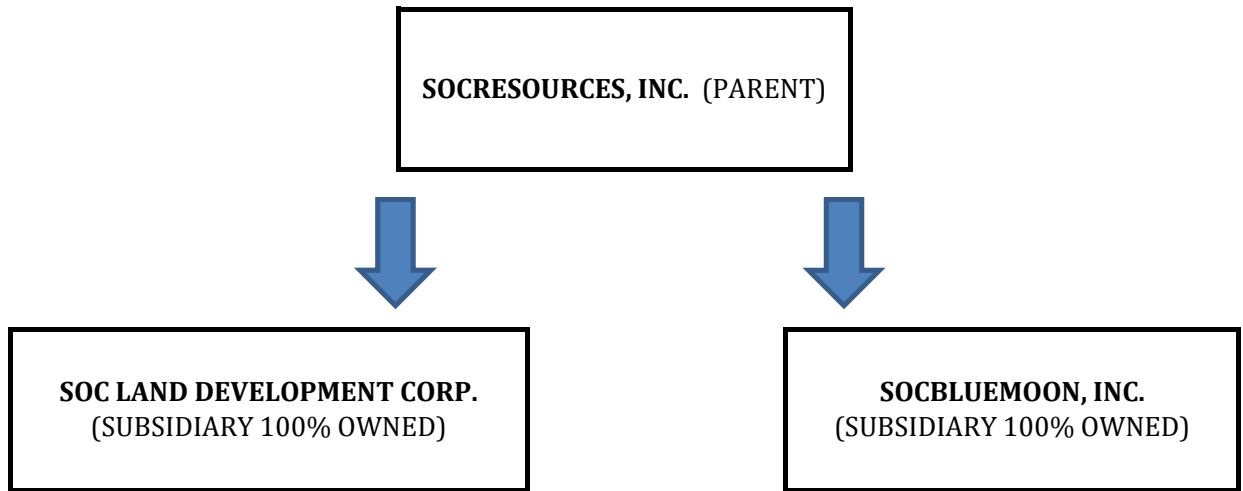 SOCRESOURCES, INC. (PARENT)
SOC LAND DEVELOPMENT CORP.
(SUBSIDIARY 100% OWNED)
SOCBLUEMOON, INC.
(SUBSIDIARY 100% OWNED)